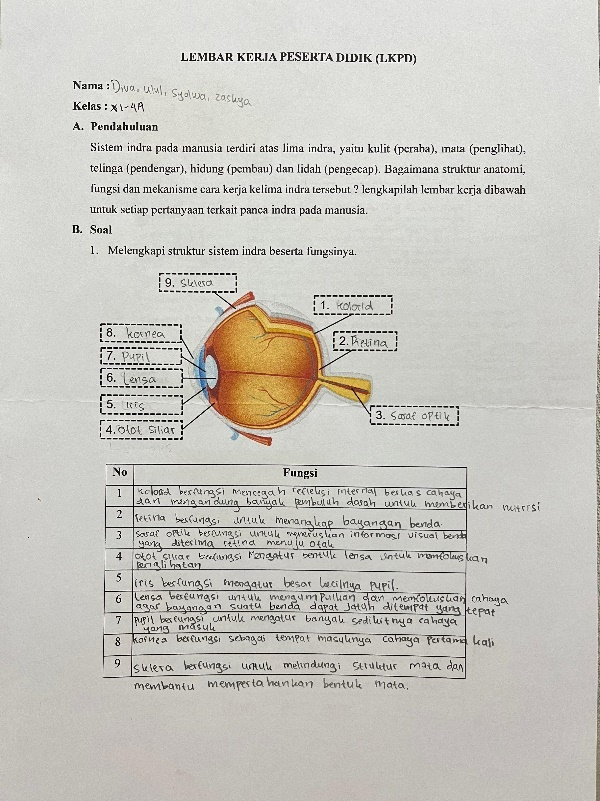 LEMBAR KERJA PESERTA DIDIK (LKPD)
Nama : Diva, ulul, Syalwa, zaskya
Kelas : XI-4A
A. Pendahuluan
Sistem indra pada manusia terdiri atas lima indra, yaitu kulit (peraba), mata (penglihat),
telinga (pendengar), hidung (pembau) dan lidah (pengecap). Bagaimana struktur anatomi,
fungsi dan mekanisme cara kerja kelima indra tersebut ? lengkapilah lembar kerja dibawah
untuk setiap pertanyaan terkait panca indra pada manusia.
B. Soal
1. Melengkapi struktur sistem indra beserta fungsinya.
9. Sklera
1. Koloid
8. kornea
2. Retina
7. Pupil
6. Lensa
5. Iris
3. Saraf optik
4. Otot Siliar
No Fungsi
1 Koloid berfungsi mencegah refleksi internal berkas cahaya
dan mengandung banyak pembuluh darah untuk memberikan nutrisi
2 retina berfungsi untuk menangkap bayangan benda
3 Saraf optik berfungsi untuk meneruskan informasi visual benda
yang diterima retina menuju otak
4 otot siliar berfungsi Mengatur bentuk lensa untuk memfokuskan
penglihatan
5 iris berfungsi mengatur besar kecilnya pupil.
6 Lensa berfungsi untuk mengumpulkan dan memfokuskan cahaya
agar bayangan suatu benda dapat jatuh ditempat yang tepat
7 pupil berfungsi untuk mengatur banyak sedikitnya cahaya
yang masuk
8 kornea berfungsi sebagai tempat masuknya cahaya pertama kali
9 Sklera berfungsi untuk melindungi struktur mata dan
membantu mempertahankan bentuk mata.